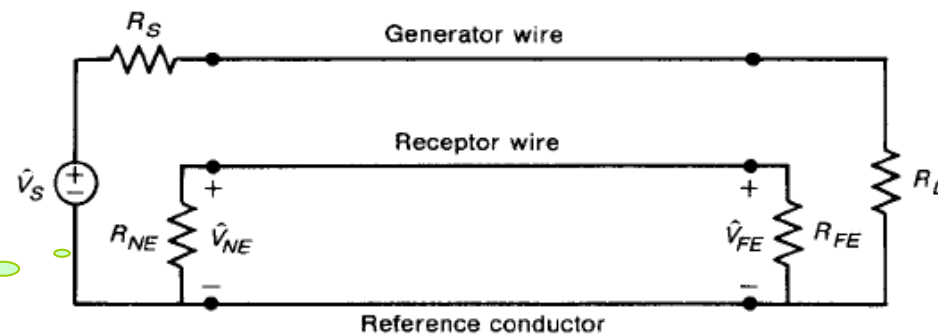 R_S
Generator wire
Receptor wire
+ +
V̂_S + −
R_NE V̂_NE V̂_FE R_FE
R_L
− −
Reference conductor